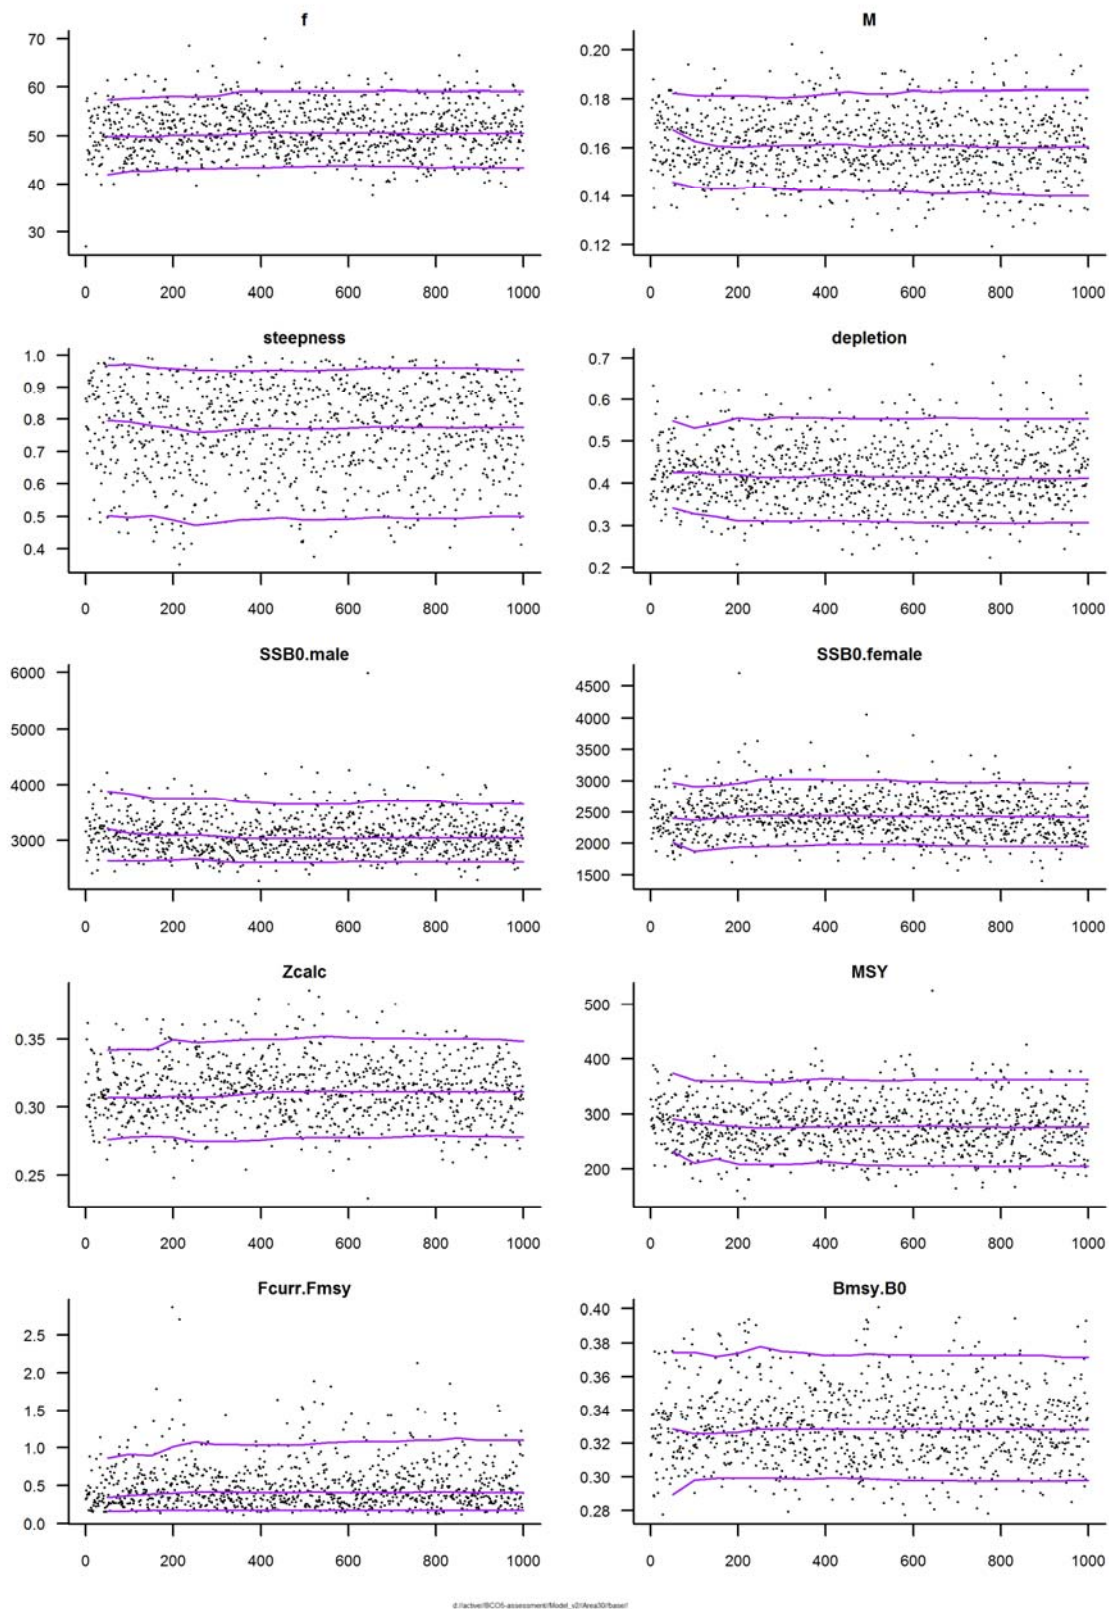 f M
70 0.20
60 0.18
50 0.16
40 0.14
30 0.12
0 200 400 600 800 1000 0 200 400 600 800 1000
steepness depletion
1.0 0.7
0.9 0.6
0.8 0.5
0.7 0.4
0.6 0.3
0.5 0.2
0.4
0 200 400 600 800 1000 0 200 400 600 800 1000
SSB0.male SSB0.female
6000 4500
5000 4000
4000 3500
3000 3000
2500
2000
1500
0 200 400 600 800 1000 0 200 400 600 800 1000
Zcalc MSY
0.35 500
0.30 400
0.25 300
200
0 200 400 600 800 1000 0 200 400 600 800 1000
Fcurr.Fmsy Bmsy.B0
2.5 0.40
2.0 0.38
1.5 0.36
1.0 0.34
0.5 0.32
0.0 0.30
0.28
0 200 400 600 800 1000 0 200 400 600 800 1000
d:/active/BCO5-assessment/Model_v2/Area30/base/